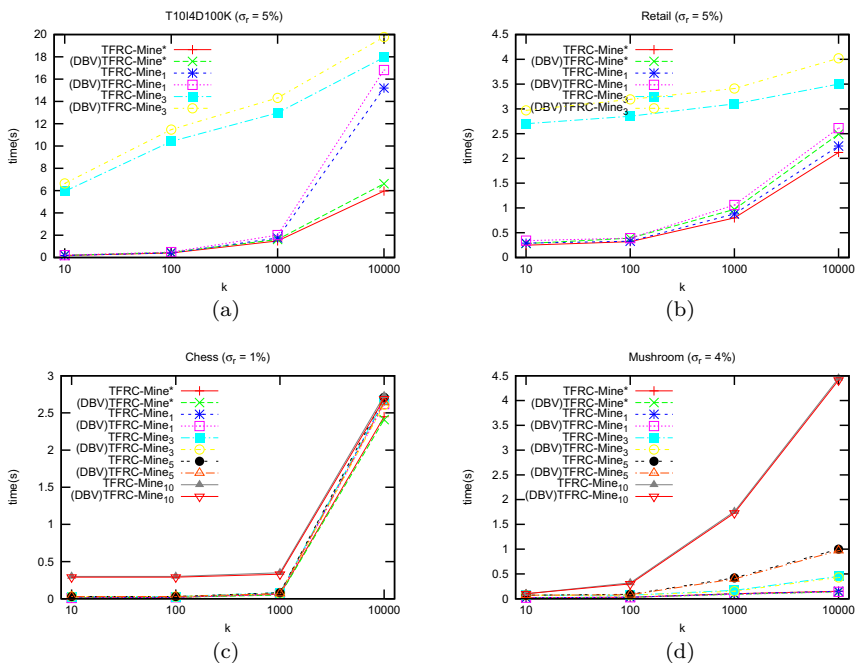 T10I4D100K (σr = 5%)
TFRC-Mine*
(DBV)TFRC-Mine*
TFRC-Mine1
(DBV)TFRC-Mine1
TFRC-Mine3
(DBV)TFRC-Mine3
time(s)
20
18
16
14
12
10
8
6
4
2
0
10 100 1000 10000
k
(a)
Retail (σr = 5%)
TFRC-Mine*
(DBV)TFRC-Mine*
TFRC-Mine1
(DBV)TFRC-Mine1
TFRC-Mine3
(DBV)TFRC-Mine3
time(s)
4.5
4
3.5
3
2.5
2
1.5
1
0.5
0
10 100 1000 10000
k
(b)
Chess (σr = 1%)
TFRC-Mine*
(DBV)TFRC-Mine*
TFRC-Mine1
(DBV)TFRC-Mine1
TFRC-Mine3
(DBV)TFRC-Mine3
TFRC-Mine5
(DBV)TFRC-Mine5
TFRC-Mine10
(DBV)TFRC-Mine10
time(s)
3
2.5
2
1.5
1
0.5
0
10 100 1000 10000
k
(c)
Mushroom (σr = 4%)
TFRC-Mine*
(DBV)TFRC-Mine*
TFRC-Mine1
(DBV)TFRC-Mine1
TFRC-Mine3
(DBV)TFRC-Mine3
TFRC-Mine5
(DBV)TFRC-Mine5
TFRC-Mine10
(DBV)TFRC-Mine10
time(s)
4.5
4
3.5
3
2.5
2
1.5
1
0.5
0
10 100 1000 10000
k
(d)